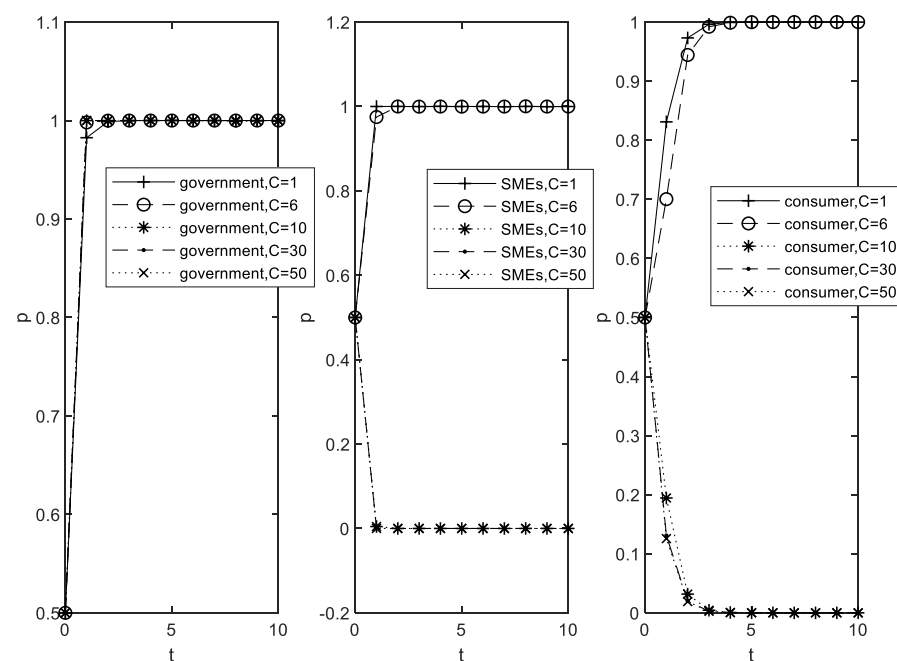 1.1
1
0.9
0.8
0.7
0.6
0.5
0
5
10
p
t
government,C=1
government,C=6
government,C=10
government,C=30
government,C=50
1.2
1
0.8
0.6
0.4
0.2
0
-0.2
0
5
10
p
t
SMEs,C=1
SMEs,C=6
SMEs,C=10
SMEs,C=30
SMEs,C=50
1
0.9
0.8
0.7
0.6
0.5
0.4
0.3
0.2
0.1
0
0
5
10
p
t
consumer,C=1
consumer,C=6
consumer,C=10
consumer,C=30
consumer,C=50